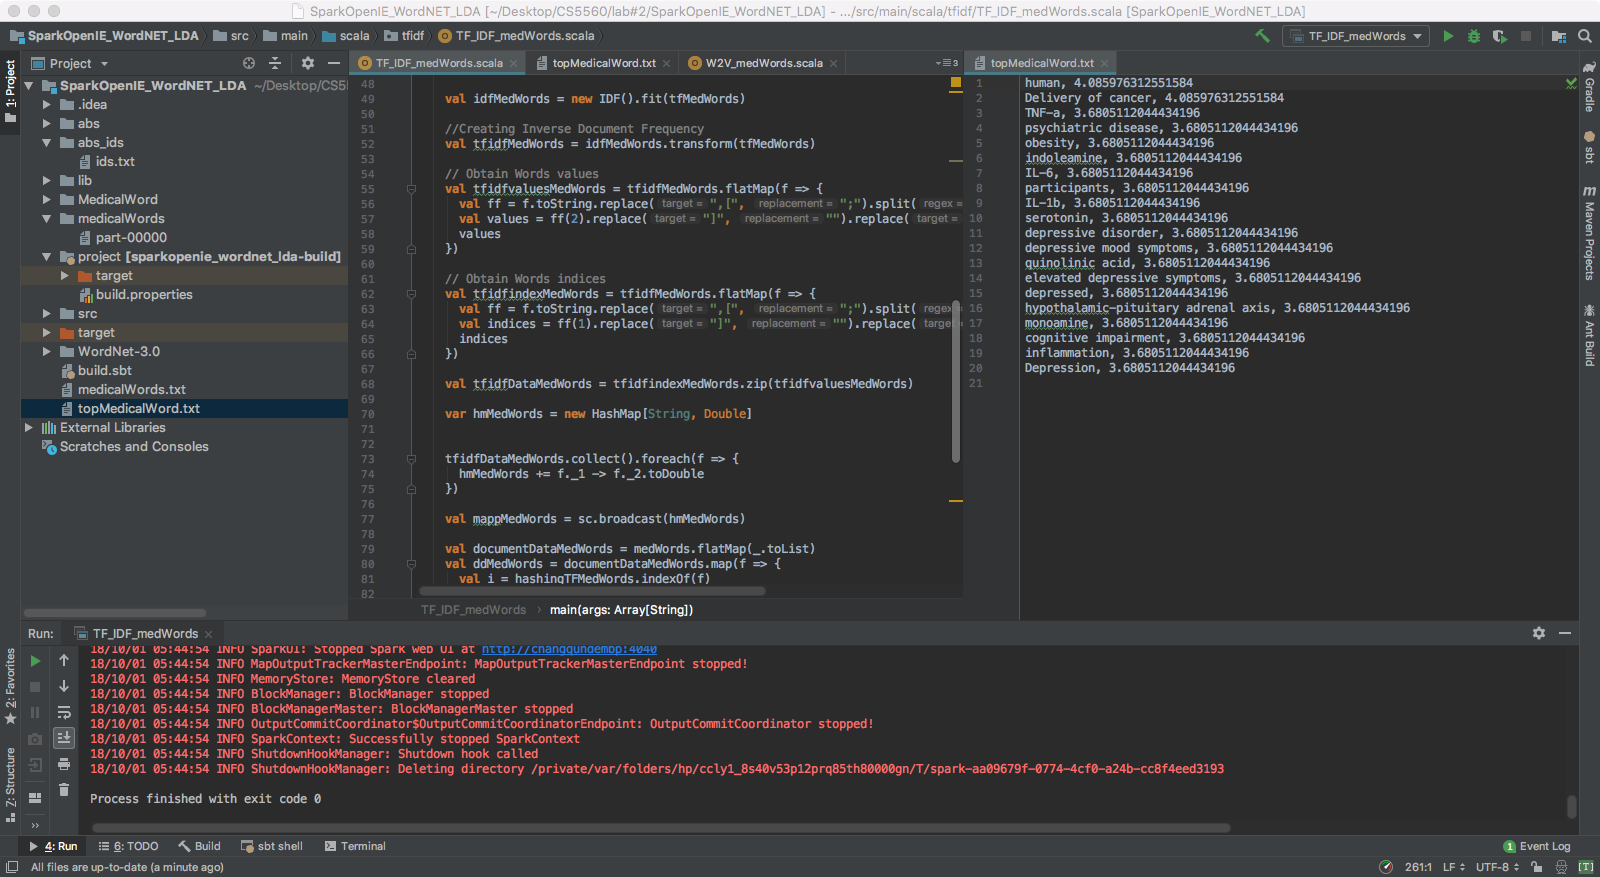 SparkOpenIE_WordNET_LDA [~/Desktop/CS5560/lab#2/SparkOpenIE_WordNET_LDA] - .../src/main/scala/tfidf/TF_IDF_medWords.scala [SparkOpenIE_WordNET_LDA]
SparkOpenIE_WordNET_LDA src main scala tfidf TF_IDF_medWords.scala
TF_IDF_medWords
1: Project
2: Favorites
Z: Structure
Project
SparkOpenIE_WordNET_LDA ~/Desktop/CS5
.idea
abs
abs_ids
ids.txt
lib
MedicalWord
medicalWords
part-00000
project [sparkopenie_wordnet_lda-build]
target
build.properties
src
target
WordNet-3.0
build.sbt
medicalWords.txt
topMedicalWord.txt
External Libraries
Scratches and Consoles
TF_IDF_medWords.scala topMedicalWord.txt W2V_medWords.scala
48
49 val idfMedWords = new IDF().fit(tfMedWords)
50
51 //Creating Inverse Document Frequency
52 val tfidfMedWords = idfMedWords.transform(tfMedWords)
53
54 // Obtain Words values
55 val tfidfvaluesMedWords = tfidfMedWords.flatMap(f => {
56 val ff = f.toString.replace( target = ",[", replacement = ";").split( regex =
57 val values = ff(2).replace( target = "]", replacement = "").replace( target =
58 values
59 })
60
61 // Obtain Words indices
62 val tfidfindexMedWords = tfidfMedWords.flatMap(f => {
63 val ff = f.toString.replace( target = ",[", replacement = ";").split( regex =
64 val indices = ff(1).replace( target = "]", replacement = "").replace( target
65 indices
66 })
67
68 val tfidfDataMedWords = tfidfindexMedWords.zip(tfidfvaluesMedWords)
69
70 var hmMedWords = new HashMap[String, Double]
71
72
73 tfidfDataMedWords.collect().foreach(f => {
74 hmMedWords += f._1 -> f._2.toDouble
75 })
76
77 val mappMedWords = sc.broadcast(hmMedWords)
78
79 val documentDataMedWords = medWords.flatMap(_.toList)
80 val ddMedWords = documentDataMedWords.map(f => {
81 val i = hashingTFMedWords.indexOf(f)
82
TF_IDF_medWords main(args: Array[String])
3
topMedicalWord.txt
1 human, 4.085976312551584
2 Delivery of cancer, 4.085976312551584
3 TNF-a, 3.6805112044434196
4 psychiatric disease, 3.6805112044434196
5 obesity, 3.6805112044434196
6 indoleamine, 3.6805112044434196
7 IL-6, 3.6805112044434196
8 participants, 3.6805112044434196
9 IL-1b, 3.6805112044434196
10 serotonin, 3.6805112044434196
11 depressive disorder, 3.6805112044434196
12 depressive mood symptoms, 3.6805112044434196
13 quinolinic acid, 3.6805112044434196
14 elevated depressive symptoms, 3.6805112044434196
15 depressed, 3.6805112044434196
16 hypothalamic-pituitary adrenal axis, 3.6805112044434196
17 monoamine, 3.6805112044434196
18 cognitive impairment, 3.6805112044434196
19 inflammation, 3.6805112044434196
20 Depression, 3.6805112044434196
21
Gradle
sbt
Maven Projects
Ant Build
Run: TF_IDF_medWords
18/10/01 05:44:54 INFO SparkUI: Stopped Spark web UI at http://changgundembp:4040
18/10/01 05:44:54 INFO MapOutputTrackerMasterEndpoint: MapOutputTrackerMasterEndpoint stopped!
18/10/01 05:44:54 INFO MemoryStore: MemoryStore cleared
18/10/01 05:44:54 INFO BlockManager: BlockManager stopped
18/10/01 05:44:54 INFO BlockManagerMaster: BlockManagerMaster stopped
18/10/01 05:44:54 INFO OutputCommitCoordinator$OutputCommitCoordinatorEndpoint: OutputCommitCoordinator stopped!
18/10/01 05:44:54 INFO SparkContext: Successfully stopped SparkContext
18/10/01 05:44:54 INFO ShutdownHookManager: Shutdown hook called
18/10/01 05:44:54 INFO ShutdownHookManager: Deleting directory /private/var/folders/hp/ccly1_8s40v53p12prq85th80000gn/T/spark-aa09679f-0774-4cf0-a24b-cc8f4eed3193
Process finished with exit code 0
4: Run 6: TODO Build sbt shell Terminal 1 Event Log
All files are up-to-date (a minute ago) 261:1 LF UTF-8 [T]